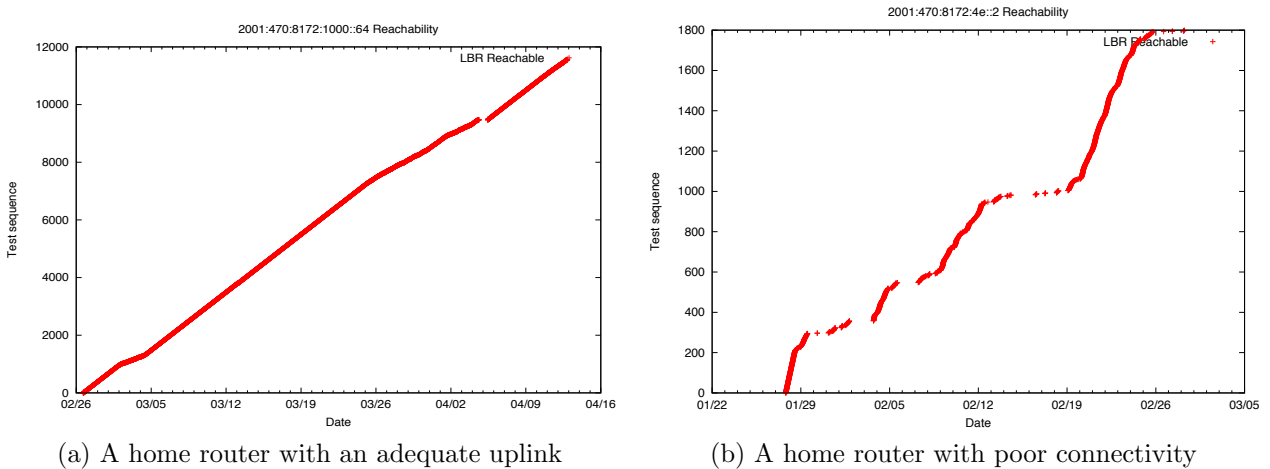 2001:470:8172:1000::64 Reachability
12000
10000
8000
6000
4000
2000
0
Test sequence
LBR Reachable
02/26 03/05 03/12 03/19 03/26 04/02 04/09 04/16
Date
(a) A home router with an adequate uplink
2001:470:8172:4e::2 Reachability
1800
1600
1400
1200
1000
800
600
400
200
0
Test sequence
LBR Reachable
01/22 01/29 02/05 02/12 02/19 02/26 03/05
Date
(b) A home router with poor connectivity